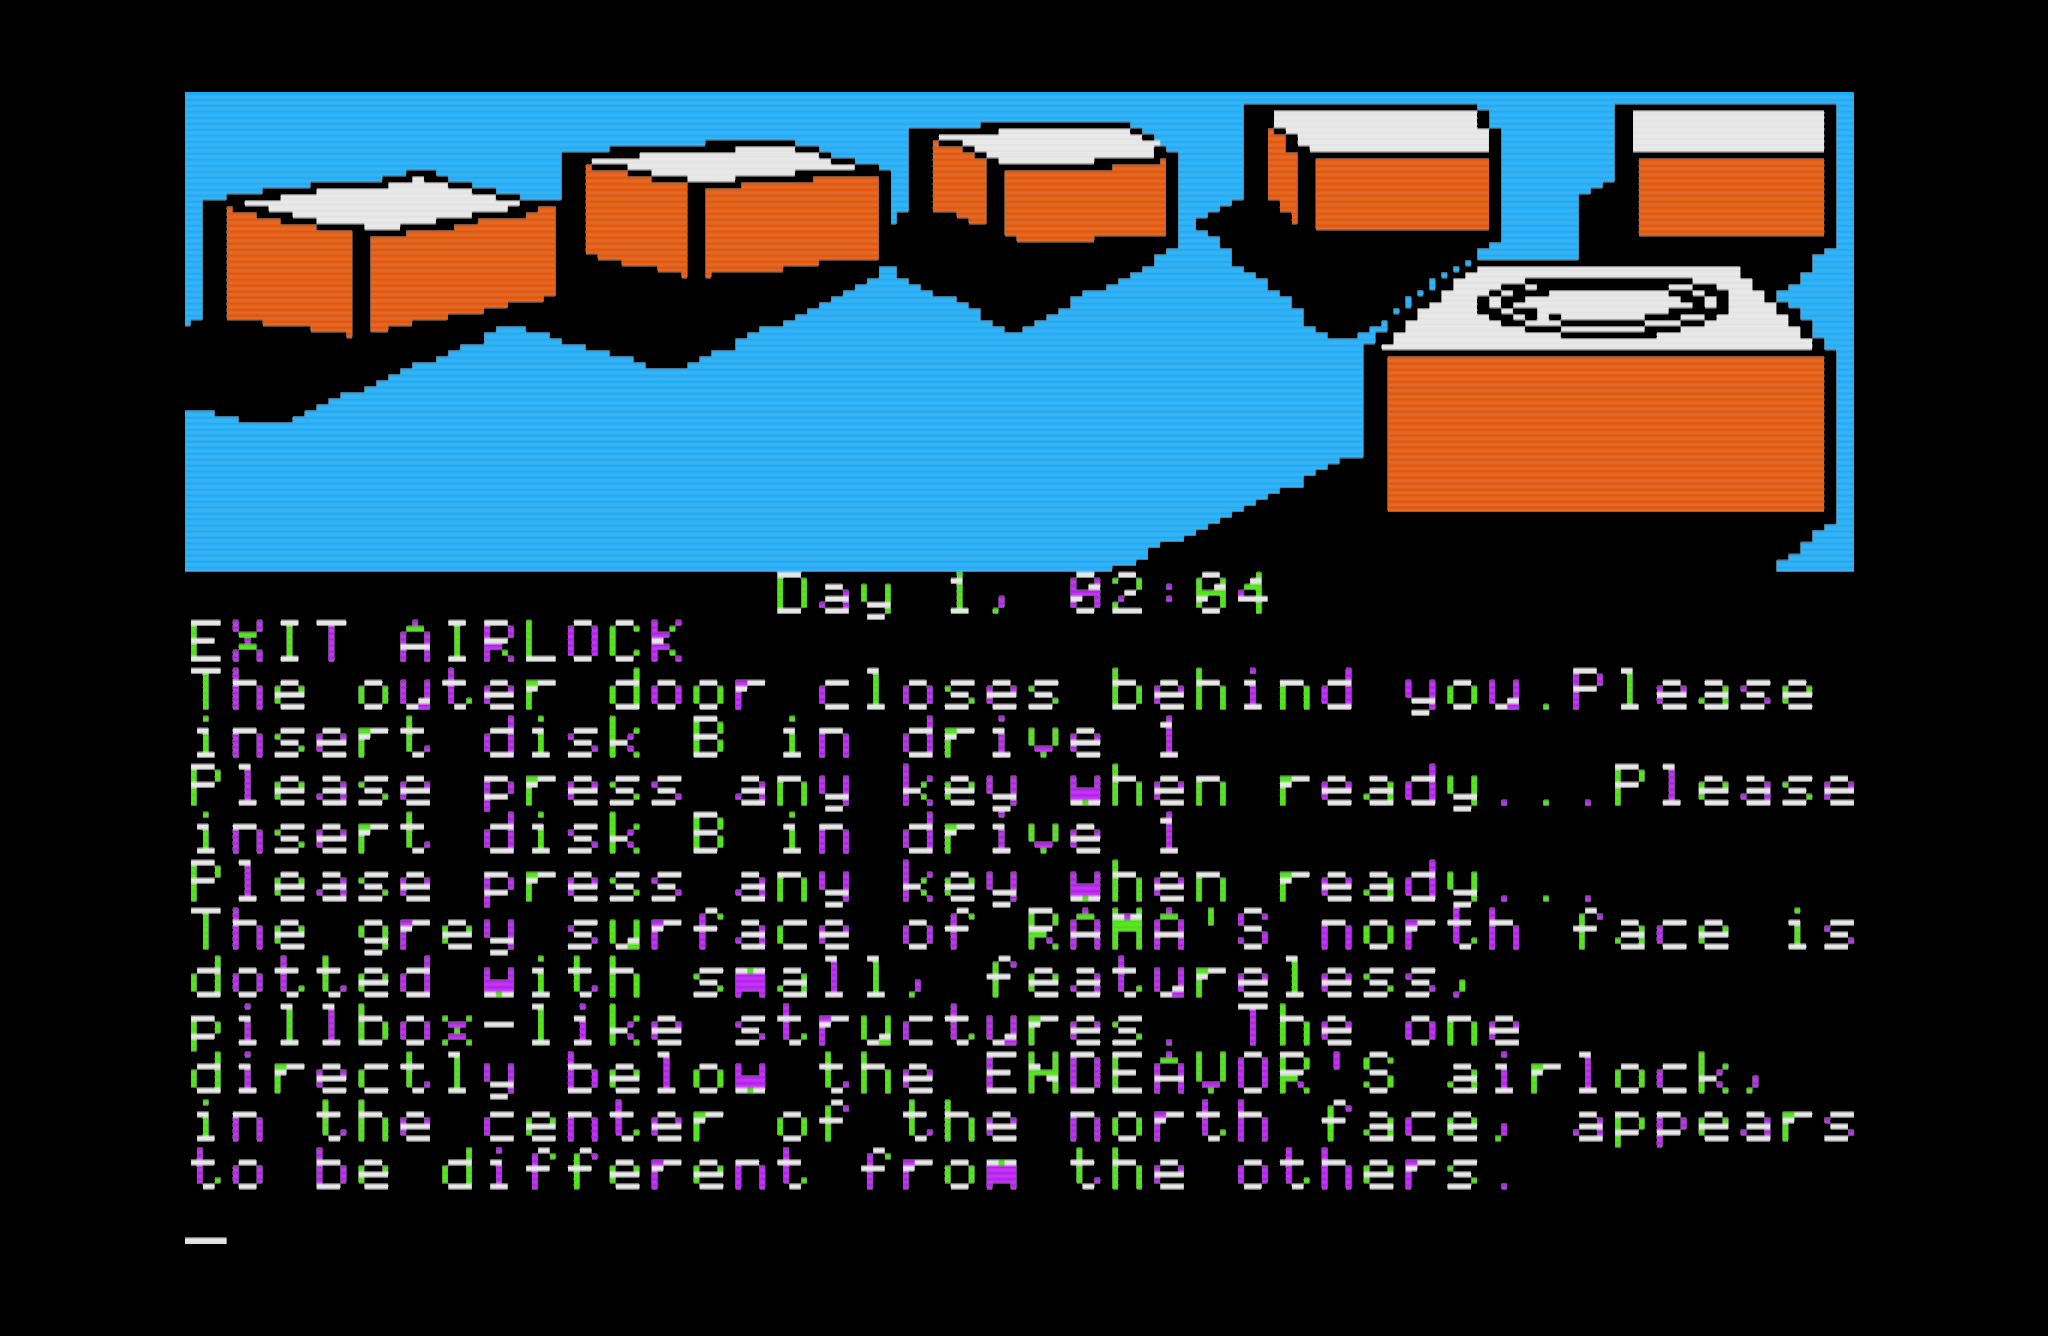 Day 1, 02:04
EXIT AIRLOCK
The outer door closes behind you.Please
insert disk B in drive 1
Please press any key when ready...Please
insert disk B in drive 1
Please press any key when ready...
The grey surface of RAMA'S north face is
dotted with small, featureless,
pillbox-like structures. The one
directly below the ENDEAVOR'S airlock,
in the center of the north face, appears
to be different from the others.